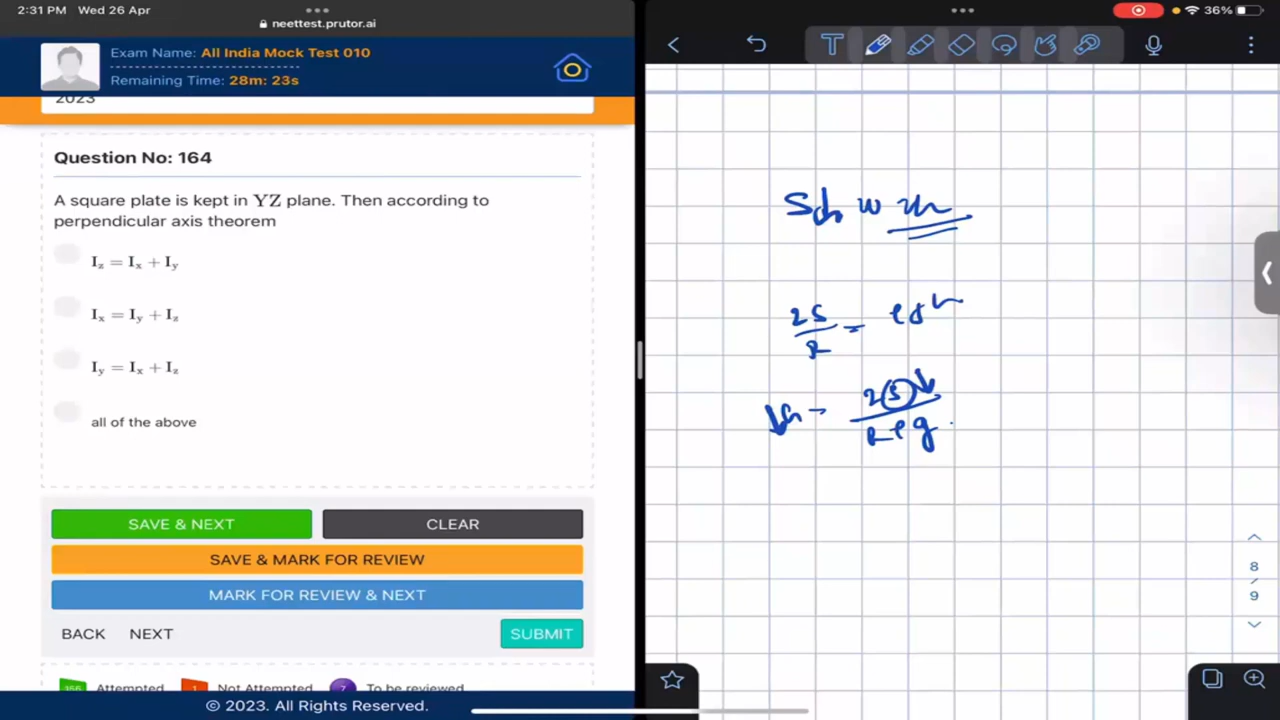 2:31 PM Wed 26 Apr
neettest.prutor.ai
36%
Exam Name: All India Mock Test 010
Remaining Time: 28m: 23s
2023
Question No: 164
A square plate is kept in YZ plane. Then according to
perpendicular axis theorem
I_z = I_x + I_y
I_x = I_y + I_z
I_y = I_x + I_z
all of the above
SAVE & NEXT
CLEAR
SAVE & MARK FOR REVIEW
MARK FOR REVIEW & NEXT
BACK
NEXT
SUBMIT
Attempted
1
Not Attempted
7
To be reviewed
© 2023. All Rights Reserved.
T
2S
R
=
2S
R ρ g
8
/
9